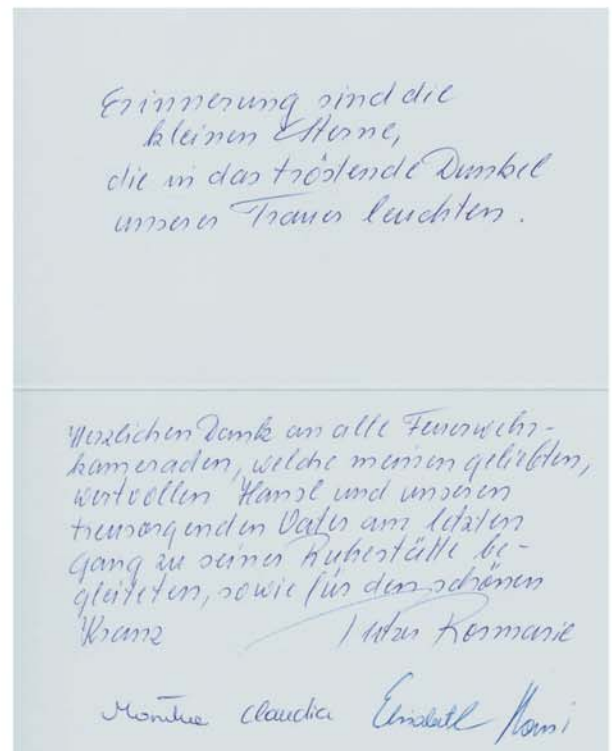 Erinnerung sind die
kleinen Sterne,
die in das tröstende Dunkel
unserer Trauer leuchten.
Herzlichen Dank an alle Feuerwehr-
kameraden, welche meinen geliebten,
wertvollen Hansl und unseren
treusorgenden Vater am letzten
Gang zu seiner Ruhestätte be-
gleiteten, sowie für den schönen
Kranz
Rosmarie
Monika Claudia Elisabeth